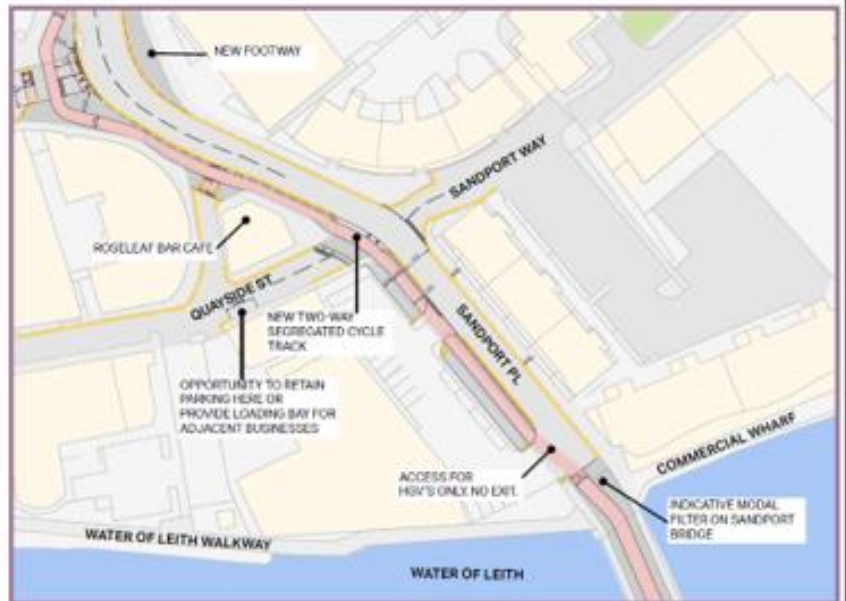 NEW FOOTWAY
SANDPORT WAY
ROSELEAF BAR CAFE
QUAYSIDE ST
NEW TWO-WAY
SEGREGATED CYCLE
TRACK
SANDPORT PL
OPPORTUNITY TO RETAIN
PARKING HERE OR
PROVIDE LOADING BAY FOR
ADJACENT BUSINESSES
ACCESS FOR
HGV'S ONLY. NO EXIT.
COMMERCIAL WHARF
INDICATIVE MODAL
FILTER ON SANDPORT
BRIDGE
WATER OF LEITH WALKWAY
WATER OF LEITH